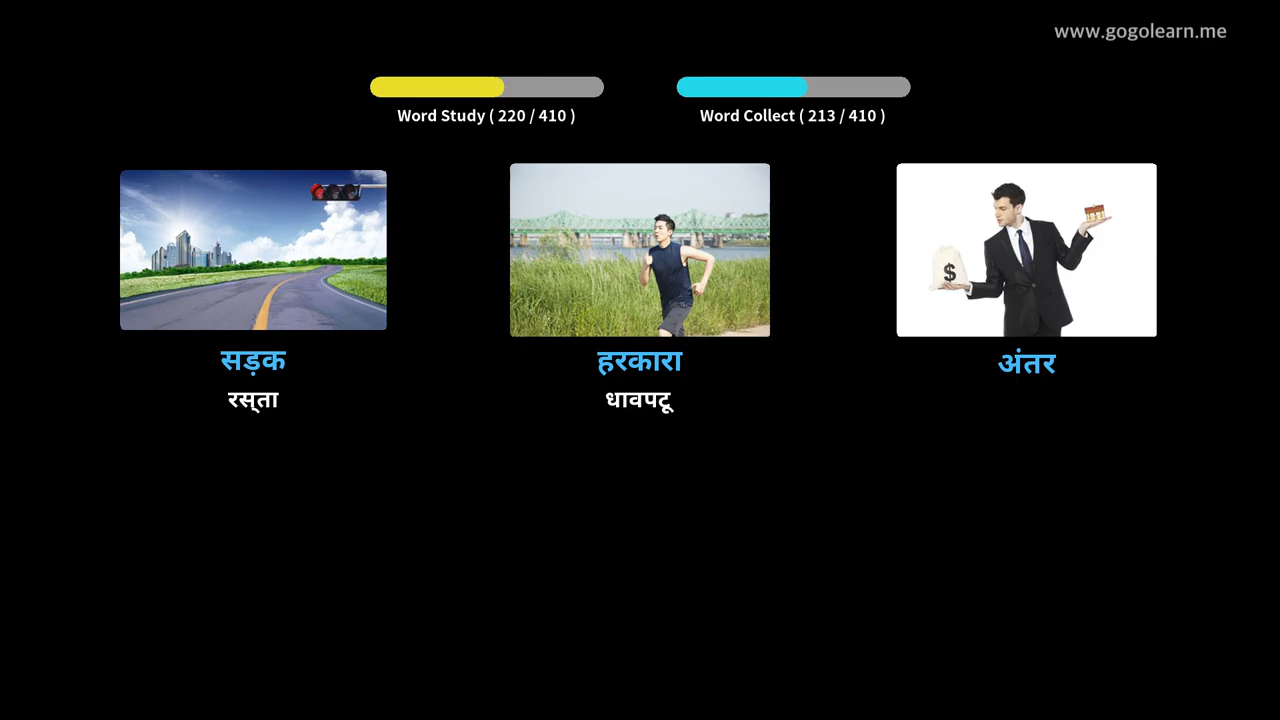 www.gogolearn.me
Word Study ( 220 / 410 )
Word Collect ( 213 / 410 )
$
सड़क
हरकारा
अंतर
रस्‌ता
धावपटू